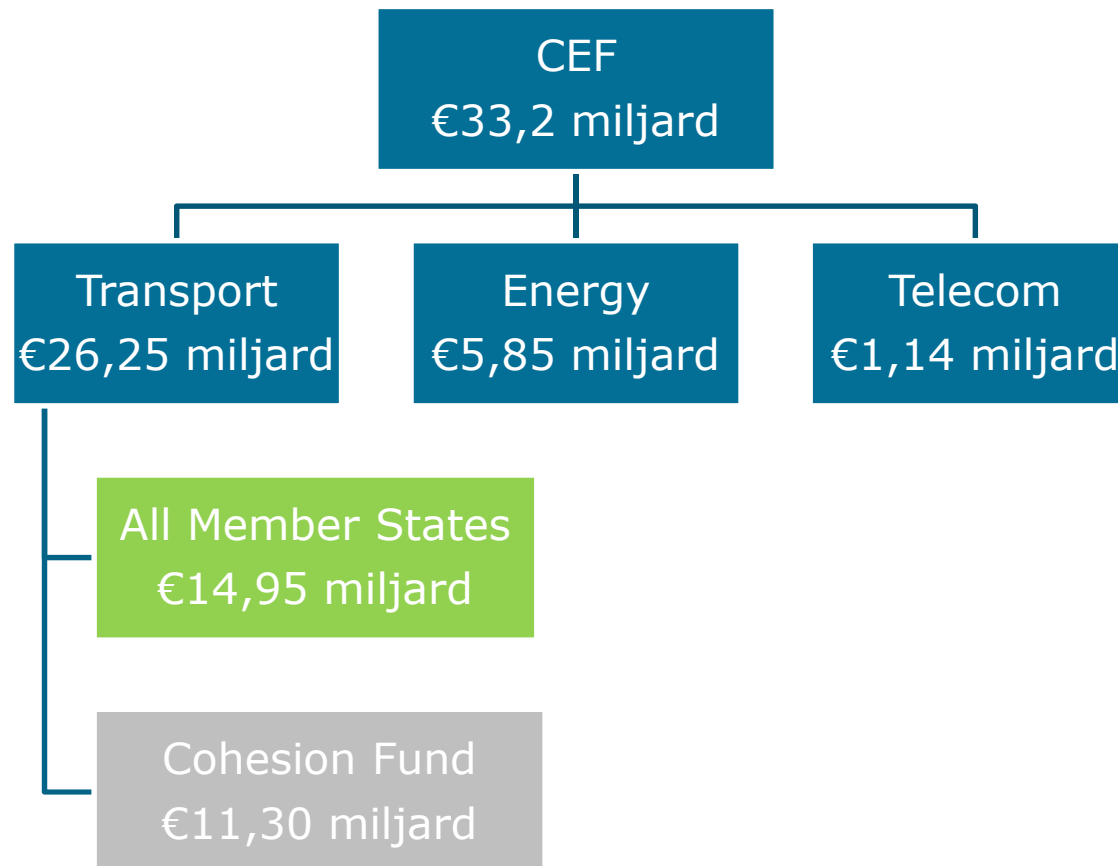 CEF
€33,2 miljard
Transport
€26,25 miljard
Energy
€5,85 miljard
Telecom
€1,14 miljard
All Member States
€14,95 miljard
Cohesion Fund
€11,30 miljard